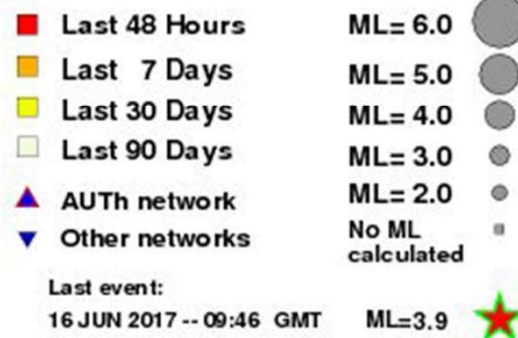 Last 48 Hours ML= 6.0
Last 7 Days ML= 5.0
Last 30 Days ML= 4.0
Last 90 Days ML= 3.0
AUTh network ML= 2.0
Other networks No ML
calculated
Last event:
16 JUN 2017 -- 09:46 GMT ML=3.9